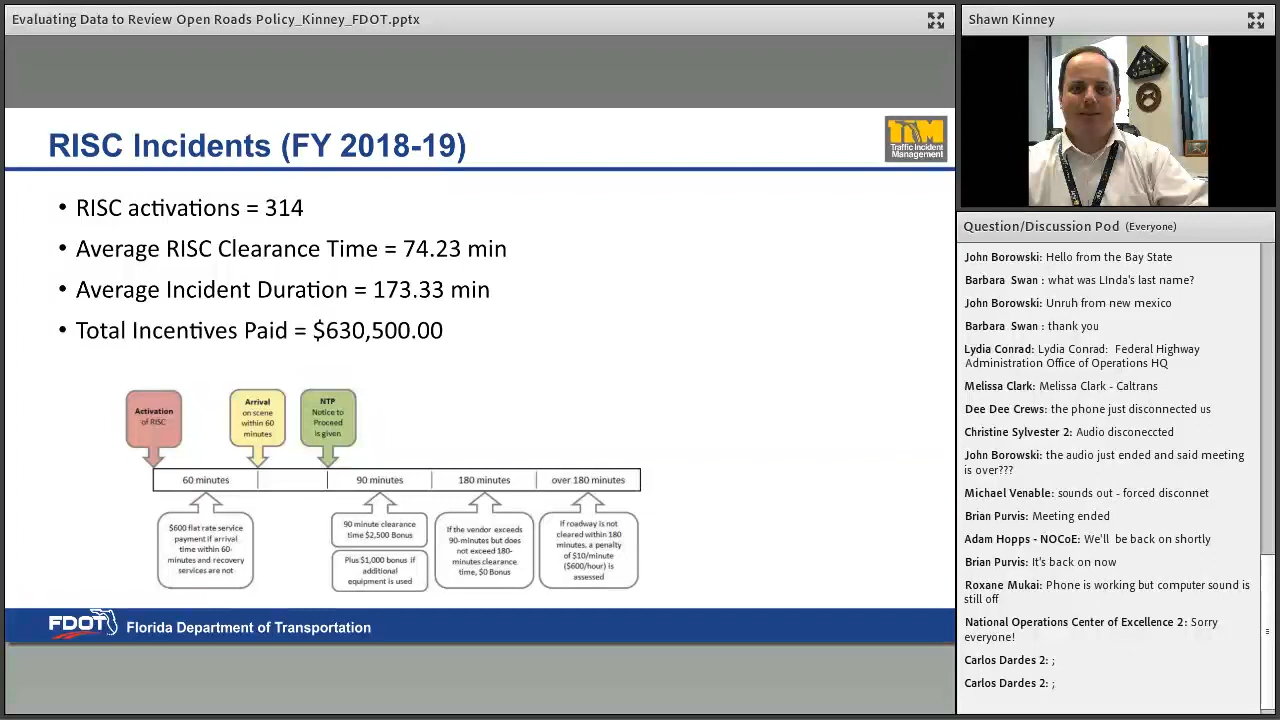 Evaluating Data to Review Open Roads Policy_Kinney_FDOT.pptx
RISC Incidents (FY 2018-19)
TIM
Traffic Incident
Management
• RISC activations = 314
• Average RISC Clearance Time = 74.23 min
• Average Incident Duration = 173.33 min
• Total Incentives Paid = $630,500.00
Activation
of RISC
Arrival
on scene
within 60
minutes
NTP
Notice to
Proceed
is given
60 minutes
90 minutes
180 minutes
over 180 minutes
$600 flat rate service
payment if arrival
time within 60-
minutes and recovery
services are not
90 minute clearance
time $2,500 Bonus
Plus $1,000 bonus if
additional
equipment is used
If the vendor exceeds
90-minutes but does
not exceed 180-
minutes clearance
time, $0 Bonus
If roadway is not
cleared within 180
minutes, a penalty
of $10/minute
($600/hour) is
assessed
FDOT
Florida Department of Transportation
Shawn Kinney
Question/Discussion Pod (Everyone)
John Borowski: Hello from the Bay State
Barbara Swan : what was LInda's last name?
John Borowski: Unruh from new mexico
Barbara Swan : thank you
Lydia Conrad: Lydia Conrad: Federal Highway
Administration Office of Operations HQ
Melissa Clark: Melissa Clark - Caltrans
Dee Dee Crews: the phone just disconnected us
Christine Sylvester 2: Audio disconeccted
John Borowski: the audio just ended and said meeting
is over???
Michael Venable: sounds out - forced disconnet
Brian Purvis: Meeting ended
Adam Hopps - NOCoE: We'll be back on shortly
Brian Purvis: It's back on now
Roxane Mukai: Phone is working but computer sound is
still off
National Operations Center of Excellence 2: Sorry
everyone!
Carlos Dardes 2: ;
Carlos Dardes 2: ;